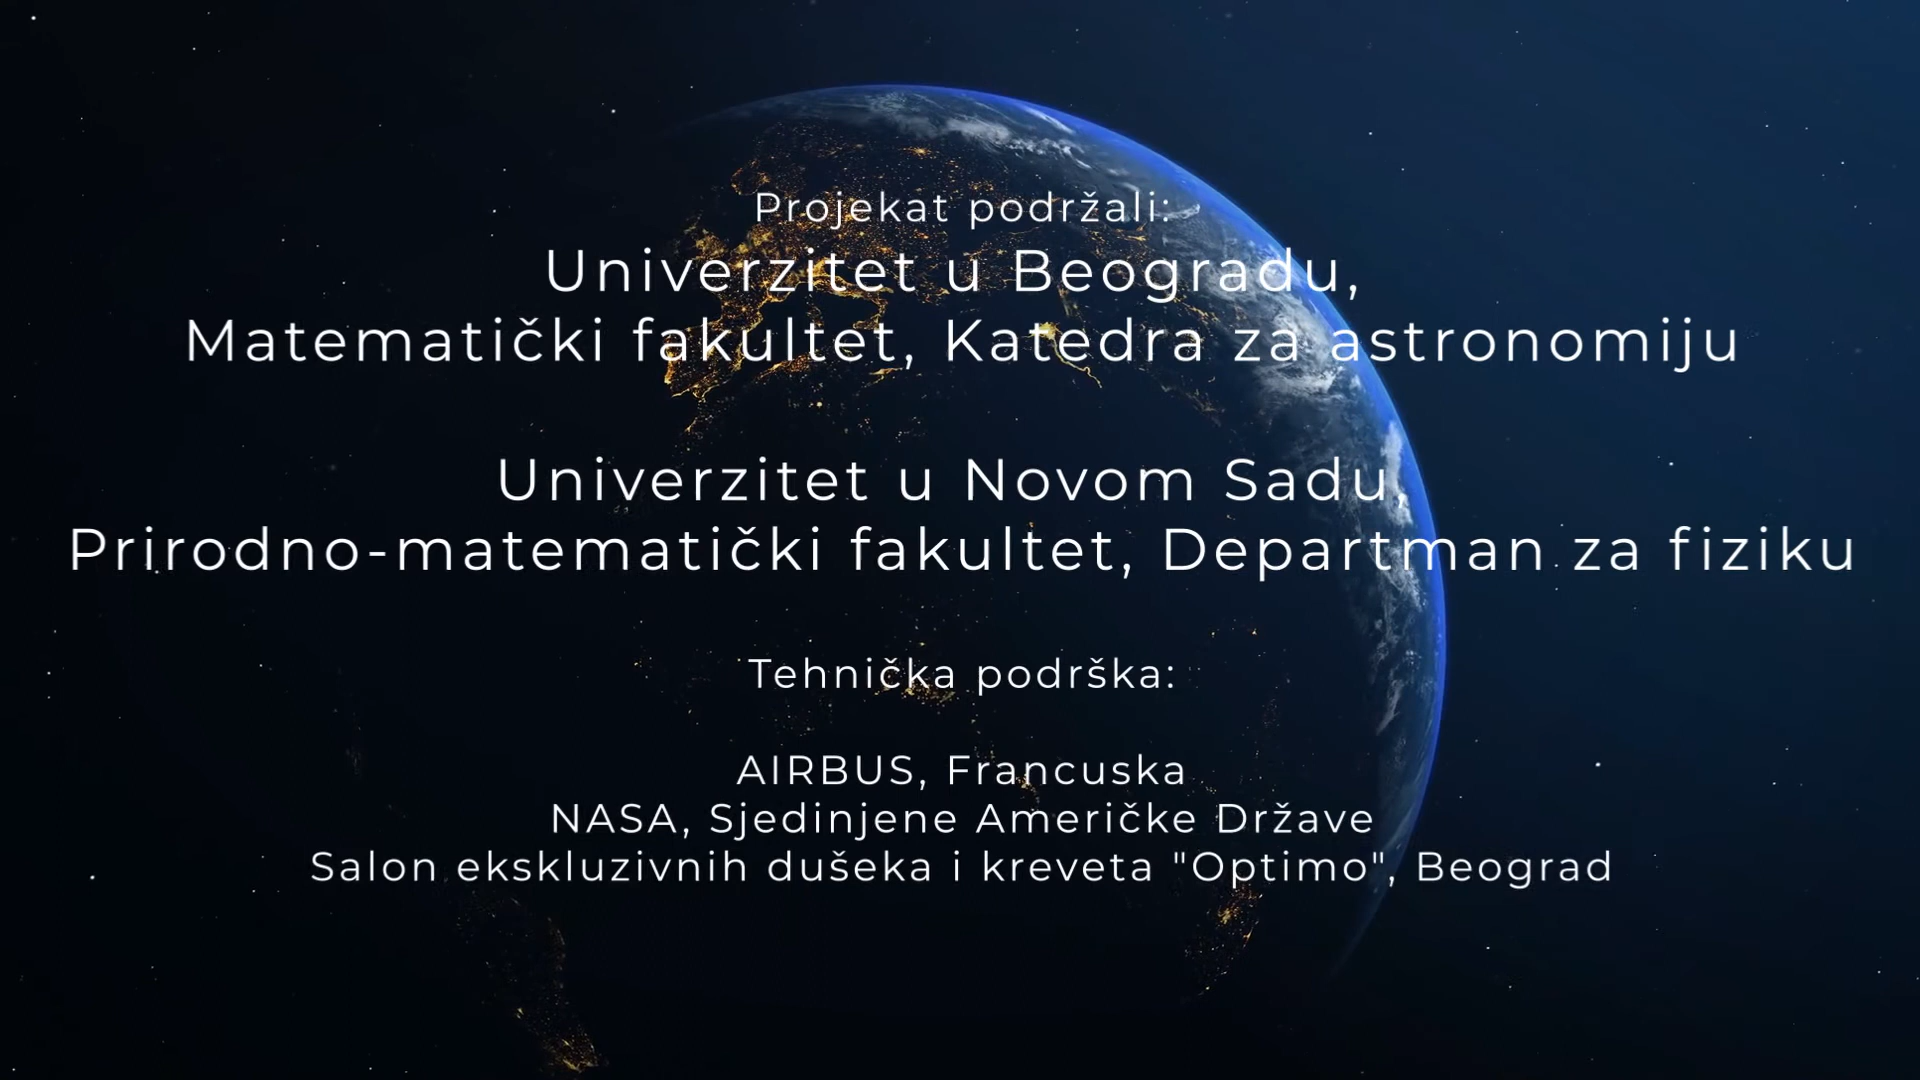 Projekat podržali:
Univerzitet u Beogradu,
Matematički fakultet, Katedra za astronomiju
Univerzitet u Novom Sadu,
Prirodno-matematički fakultet, Departman za fiziku
Tehnička podrška:
AIRBUS, Francuska
NASA, Sjedinjene Američke Države
Salon ekskluzivnih dušeka i kreveta "Optimo", Beograd